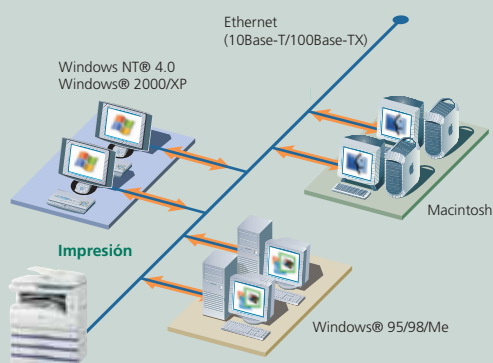 Ethernet
(10Base-T/100Base-TX)
Windows NT® 4.0
Windows® 2000/XP
Macintosh
Impresión
Windows® 95/98/Me